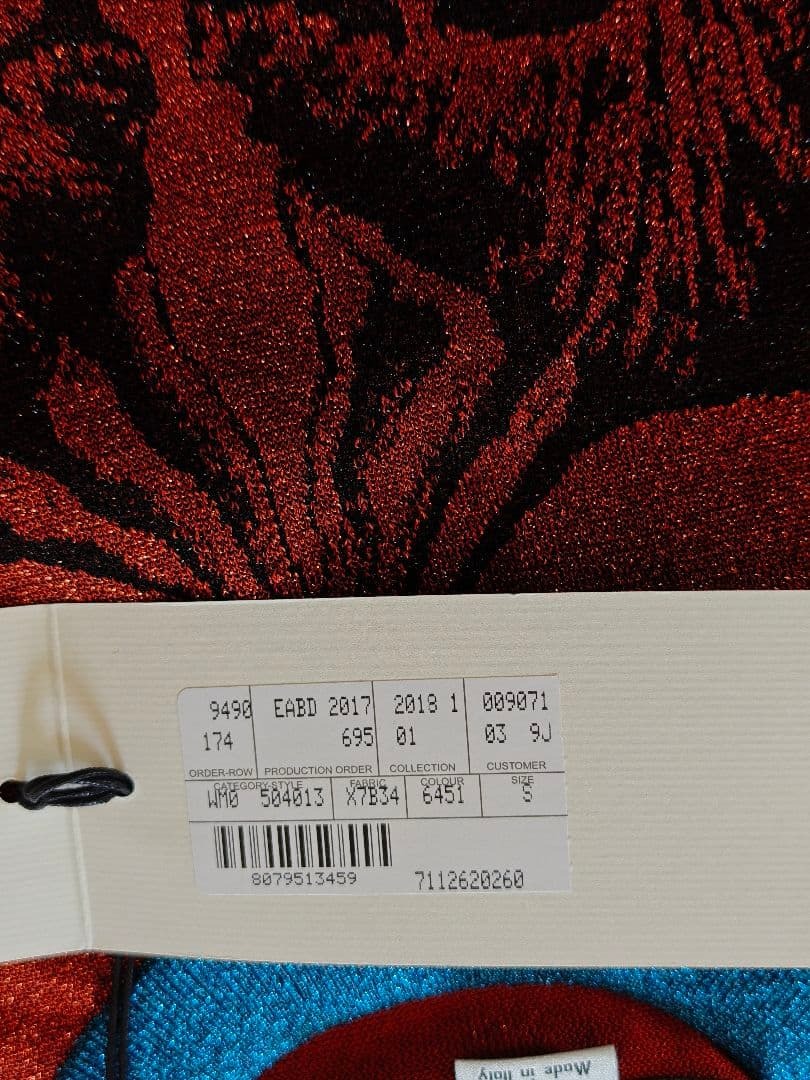 9490 EABD 2017 2018 1 009071
174 695 01 03 9J
ORDER-ROW PRODUCTION ORDER COLLECTION CUSTOMER
CATEGORY-STYLE FABRIC COLOUR SIZE
WM0 504013 X7B34 6451 S
8079513459 7112620260
Made in Italy